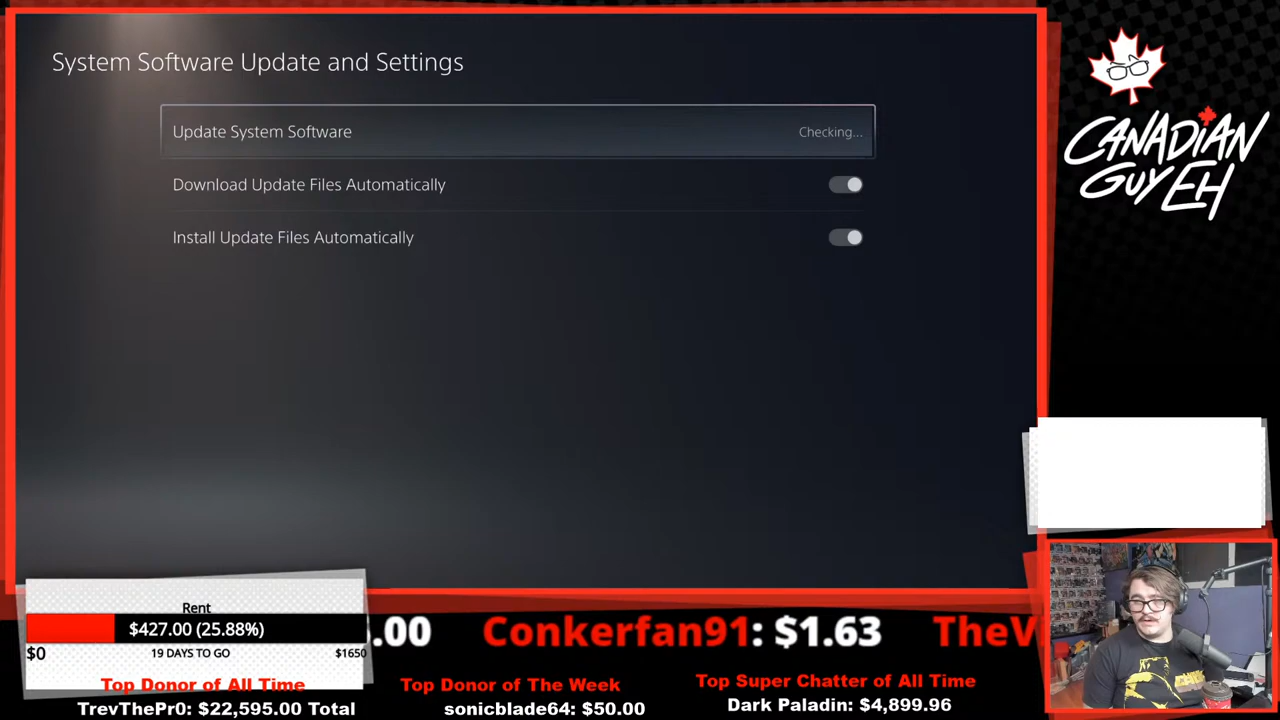 System Software Update and Settings
Update System Software
Checking...
Download Update Files Automatically
Install Update Files Automatically
CANADIAN
GUY EH
Rent
$427.00 (25.88%)
$0
19 DAYS TO GO
$1650
.00
Conkerfan91: $1.63
TheV
Top Donor of All Time
TrevThePr0: $22,595.00 Total
Top Donor of The Week
sonicblade64: $50.00
Top Super Chatter of All Time
Dark Paladin: $4,899.96